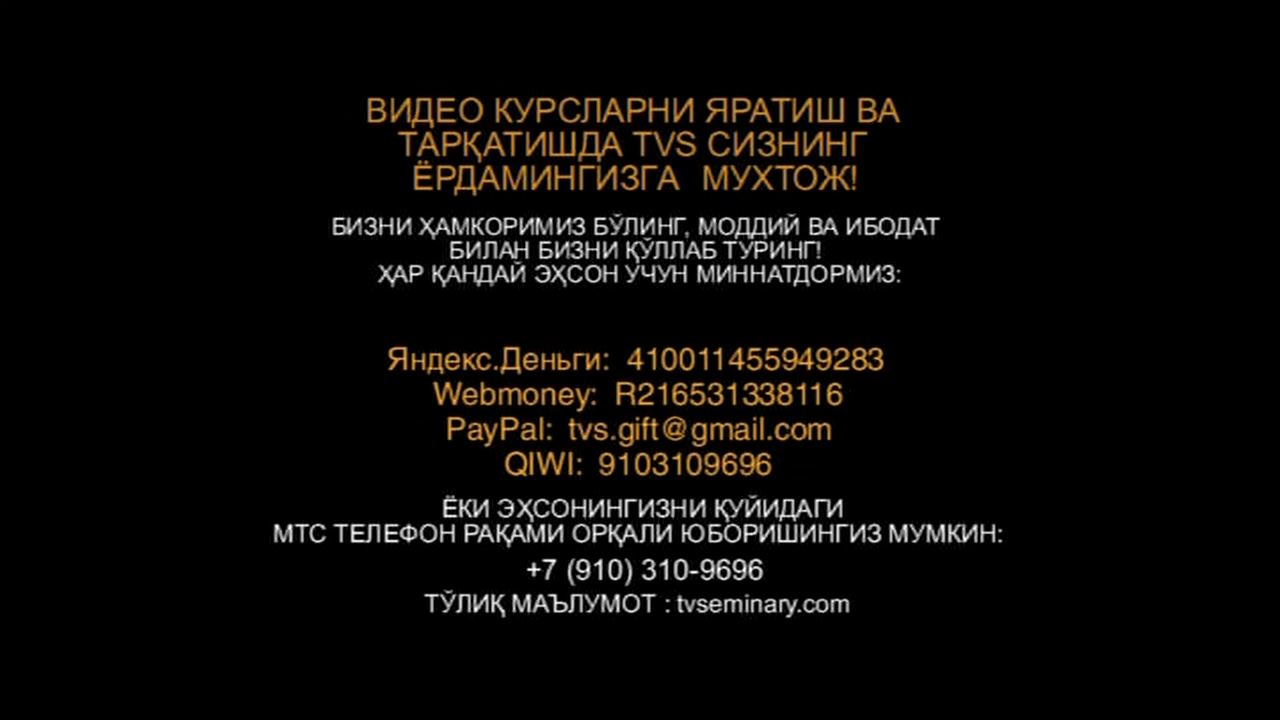 ВИДЕО КУРСЛАРНИ ЯРАТИШ ВА
ТАРҚАТИШДА TVS СИЗНИНГ
ЁРДАМИНГИЗГА МУХТОЖ!
БИЗНИ ҲАМКОРИМИЗ БЎЛИНГ, МОДДИЙ ВА ИБОДАТ
БИЛАН БИЗНИ ҚЎЛЛАБ ТУРИНГ!
ҲАР ҚАНДАЙ ЭҲСОН УЧУН МИННАТДОРМИЗ:
Яндекс.Деньги: 410011455949283
Webmoney: R216531338116
PayPal: tvs.gift@gmail.com
QIWI: 9103109696
ЁКИ ЭҲСОНИНГИЗНИ ҚУЙИДАГИ
МТС ТЕЛЕФОН РАҚАМИ ОРҚАЛИ ЮБОРИШИНГИЗ МУМКИН:
+7 (910) 310-9696
ТЎЛИҚ МАЪЛУМОТ : tvseminary.com